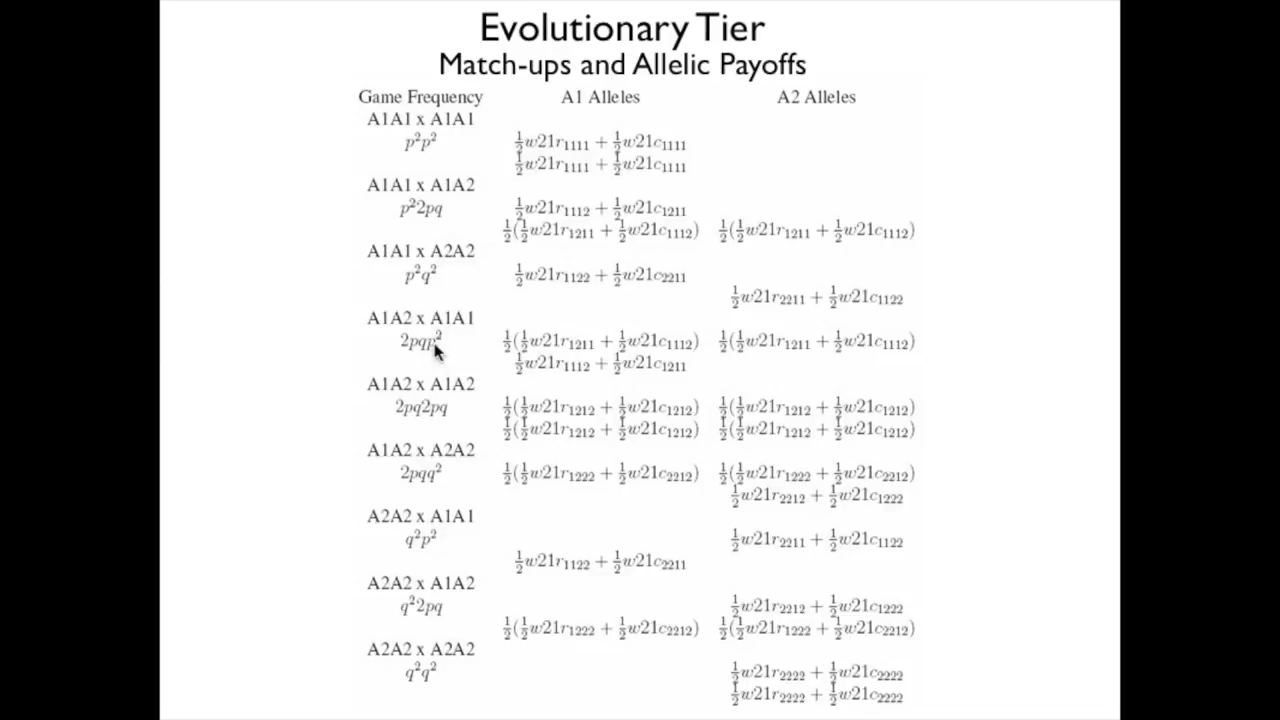 Evolutionary Tier
Match-ups and Allelic Payoffs
Game Frequency A1 Alleles A2 Alleles
A1A1 x A1A1
p²p² ½w21r₁₁₁₁ + ½w21c₁₁₁₁
½w21r₁₁₁₁ + ½w21c₁₁₁₁
A1A1 x A1A2
p²2pq ½w21r₁₁₁₂ + ½w21c₁₂₁₁
½(½w21r₁₂₁₁ + ½w21c₁₁₁₂) ½(½w21r₁₂₁₁ + ½w21c₁₁₁₂)
A1A1 x A2A2
p²q² ½w21r₁₁₂₂ + ½w21c₂₂₁₁
½w21r₂₂₁₁ + ½w21c₁₁₂₂
A1A2 x A1A1
2pqp² ½(½w21r₁₂₁₁ + ½w21c₁₁₁₂) ½(½w21r₁₂₁₁ + ½w21c₁₁₁₂)
½w21r₁₁₁₂ + ½w21c₁₂₁₁
A1A2 x A1A2
2pq2pq ½(½w21r₁₂₁₂ + ½w21c₁₂₁₂) ½(½w21r₁₂₁₂ + ½w21c₁₂₁₂)
½(½w21r₁₂₁₂ + ½w21c₁₂₁₂) ½(½w21r₁₂₁₂ + ½w21c₁₂₁₂)
A1A2 x A2A2
2pqq² ½(½w21r₁₂₂₂ + ½w21c₂₂₁₂) ½(½w21r₁₂₂₂ + ½w21c₂₂₁₂)
½w21r₂₂₁₂ + ½w21c₁₂₂₂
A2A2 x A1A1
q²p² ½w21r₂₂₁₁ + ½w21c₁₁₂₂
½w21r₁₁₂₂ + ½w21c₂₂₁₁
A2A2 x A1A2
q²2pq ½w21r₂₂₁₂ + ½w21c₁₂₂₂
½(½w21r₁₂₂₂ + ½w21c₂₂₁₂) ½(½w21r₁₂₂₂ + ½w21c₂₂₁₂)
A2A2 x A2A2
q²q² ½w21r₂₂₂₂ + ½w21c₂₂₂₂
½w21r₂₂₂₂ + ½w21c₂₂₂₂